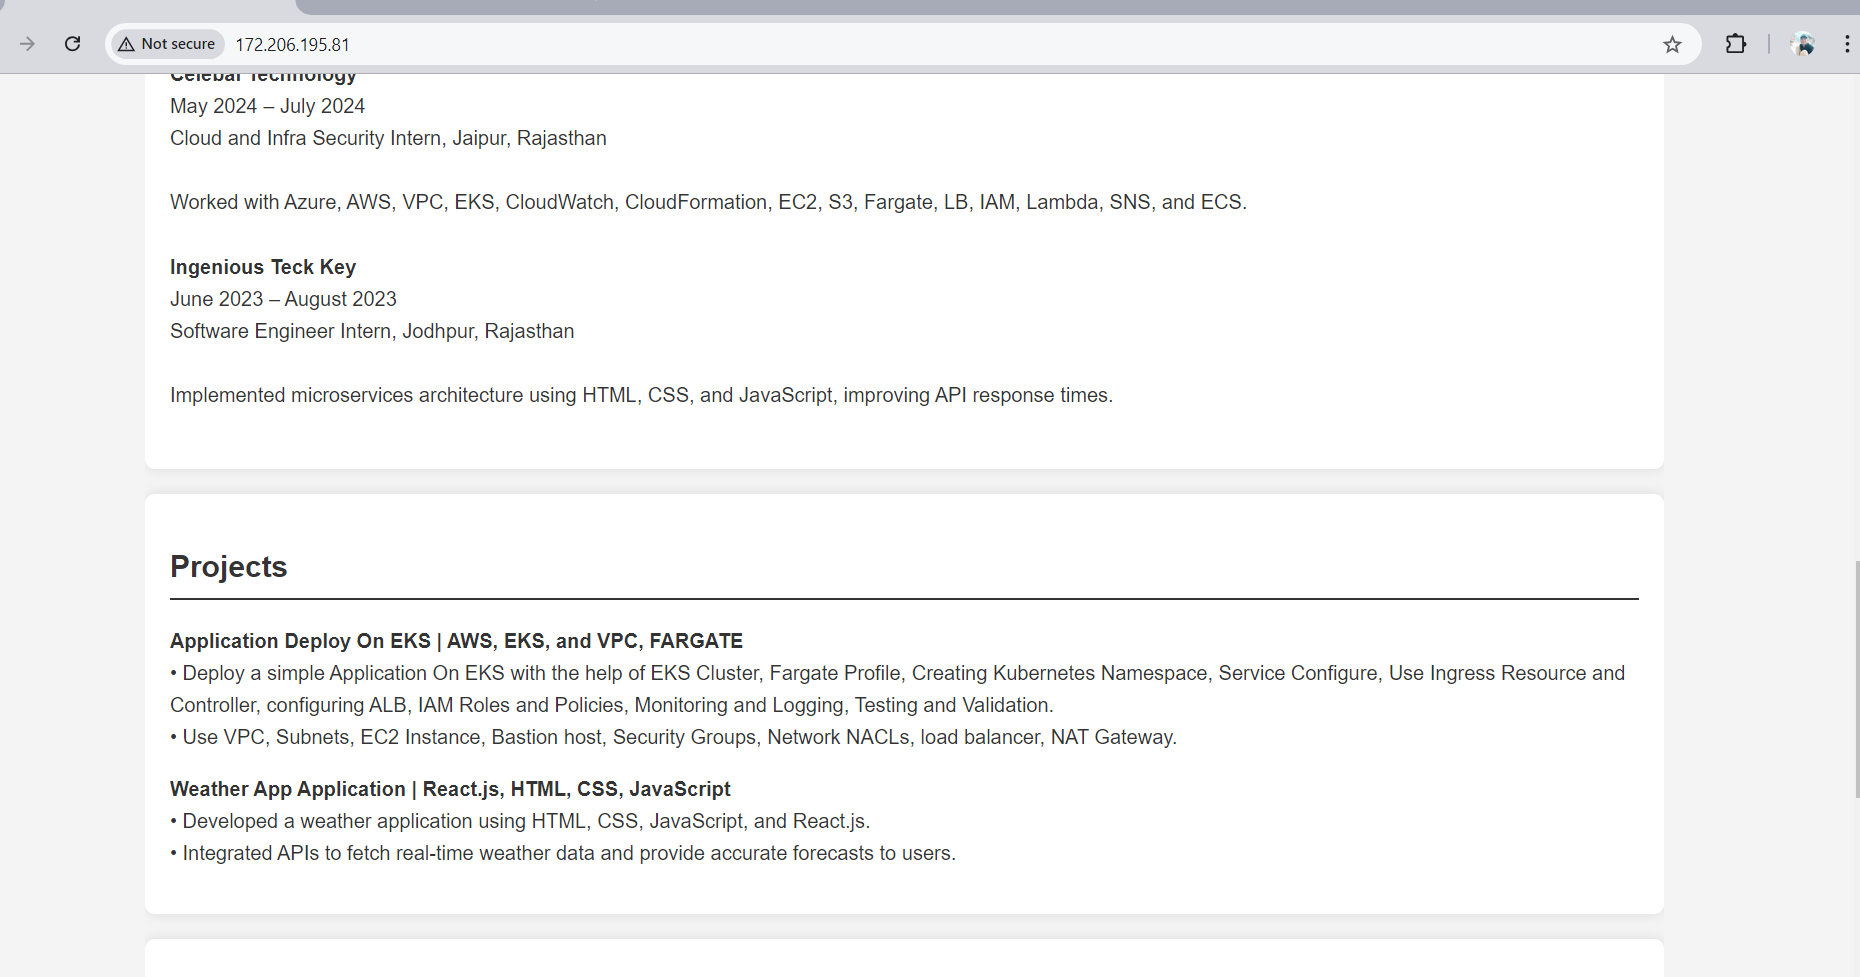 Not secure
172.206.195.81
Celebal Technology
May 2024 – July 2024
Cloud and Infra Security Intern, Jaipur, Rajasthan
Worked with Azure, AWS, VPC, EKS, CloudWatch, CloudFormation, EC2, S3, Fargate, LB, IAM, Lambda, SNS, and ECS.
Ingenious Teck Key
June 2023 – August 2023
Software Engineer Intern, Jodhpur, Rajasthan
Implemented microservices architecture using HTML, CSS, and JavaScript, improving API response times.
Projects
Application Deploy On EKS | AWS, EKS, and VPC, FARGATE
• Deploy a simple Application On EKS with the help of EKS Cluster, Fargate Profile, Creating Kubernetes Namespace, Service Configure, Use Ingress Resource and
Controller, configuring ALB, IAM Roles and Policies, Monitoring and Logging, Testing and Validation.
• Use VPC, Subnets, EC2 Instance, Bastion host, Security Groups, Network NACLs, load balancer, NAT Gateway.
Weather App Application | React.js, HTML, CSS, JavaScript
• Developed a weather application using HTML, CSS, JavaScript, and React.js.
• Integrated APIs to fetch real-time weather data and provide accurate forecasts to users.